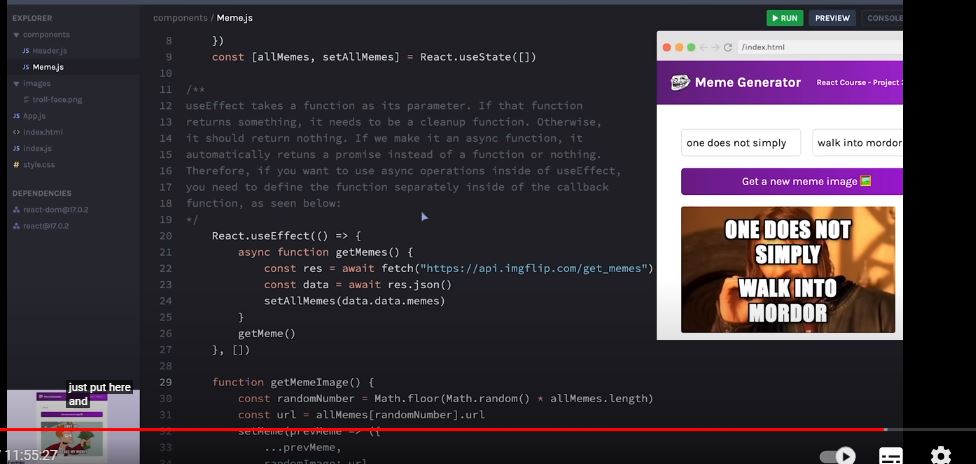 EXPLORER
components
JS Header.js
JS Meme.js
images
troll-face.png
JS App.js
<> index.html
JS index.js
# style.css
DEPENDENCIES
react-dom@17.0.2
react@17.0.2
components / Meme.js
RUN
PREVIEW
CONSOLE
8 })
9 const [allMemes, setAllMemes] = React.useState([])
10
11 /**
12 useEffect takes a function as its parameter. If that function
13 returns something, it needs to be a cleanup function. Otherwise,
14 it should return nothing. If we make it an async function, it
15 automatically retuns a promise instead of a function or nothing.
16 Therefore, if you want to use async operations inside of useEffect,
17 you need to define the function separately inside of the callback
18 function, as seen below:
19 */
20 React.useEffect(() => {
21 async function getMemes() {
22 const res = await fetch("https://api.imgflip.com/get_memes")
23 const data = await res.json()
24 setAllMemes(data.data.memes)
25 }
26 getMeme()
27 }, [])
28
29 function getMemeImage() {
30 const randomNumber = Math.floor(Math.random() * allMemes.length)
31 const url = allMemes[randomNumber].url
32 setMeme(prevMeme => ({
33 ...prevMeme,
34 randomImage: url
/index.html
Meme Generator
React Course - Project
one does not simply
walk into mordor
Get a new meme image
ONE DOES NOT
SIMPLY
WALK INTO
MORDOR
just put here
and
/ 11:55:27